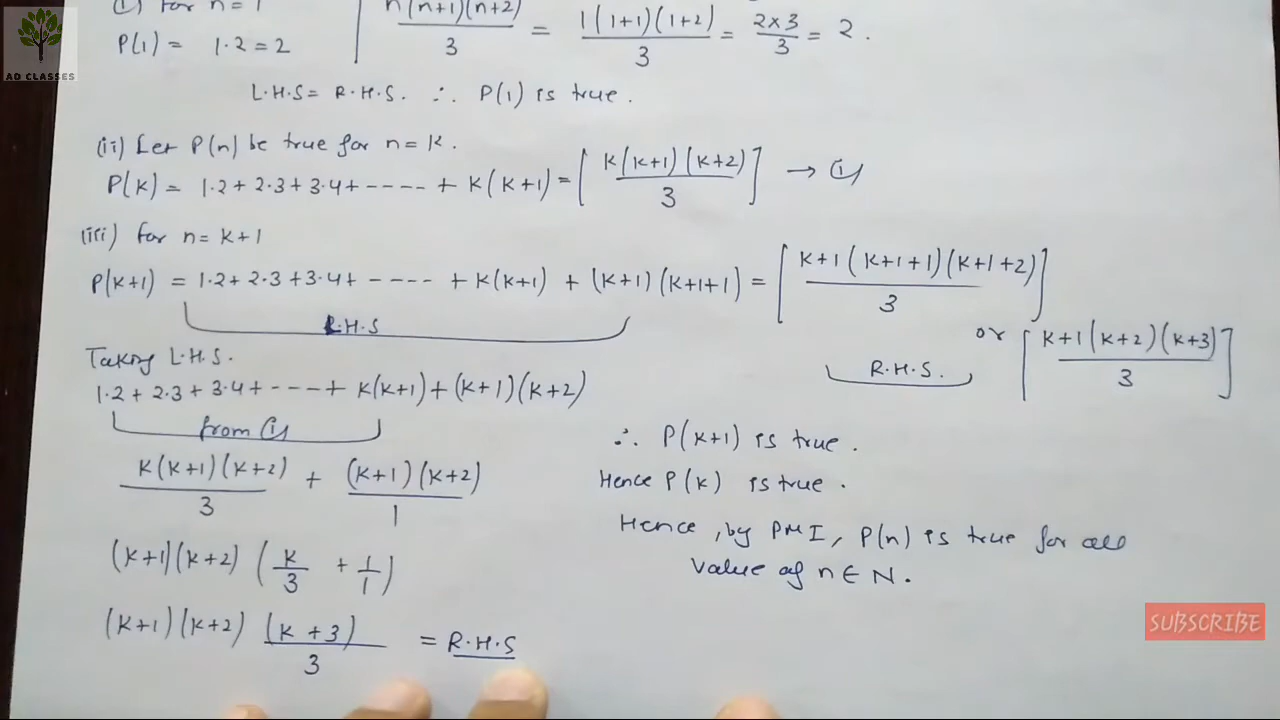 AD CLASSES
(i) for n = 1
P(1) = 1·2 = 2
n(n+1)(n+2)/3 = 1(1+1)(1+2)/3 = 2×3/3 = 2.
L.H.S = R.H.S. ∴ P(1) is true.
(ii) Let P(n) be true for n = k.
P(k) = 1·2 + 2·3 + 3·4 + ---- + k(k+1) = [k(k+1)(k+2)/3] → (1)
(iii) for n = k+1
P(k+1) = 1·2 + 2·3 + 3·4 + ---- + k(k+1) + (k+1)(k+1+1) = [k+1(k+1+1)(k+1+2)/3]
R.H.S
or [k+1(k+2)(k+3)/3]
R.H.S.
Taking L.H.S.
1·2 + 2·3 + 3·4 + ---- + k(k+1) + (k+1)(k+2)
from (1)
k(k+1)(k+2)/3 + (k+1)(k+2)/1
(k+1)(k+2) (k/3 + 1/1)
(k+1)(k+2) (k+3)/3 = R.H.S
∴ P(k+1) is true.
Hence P(k) is true.
Hence, by PMI, P(n) is true for all
value of n ∈ N.
SUBSCRIBE